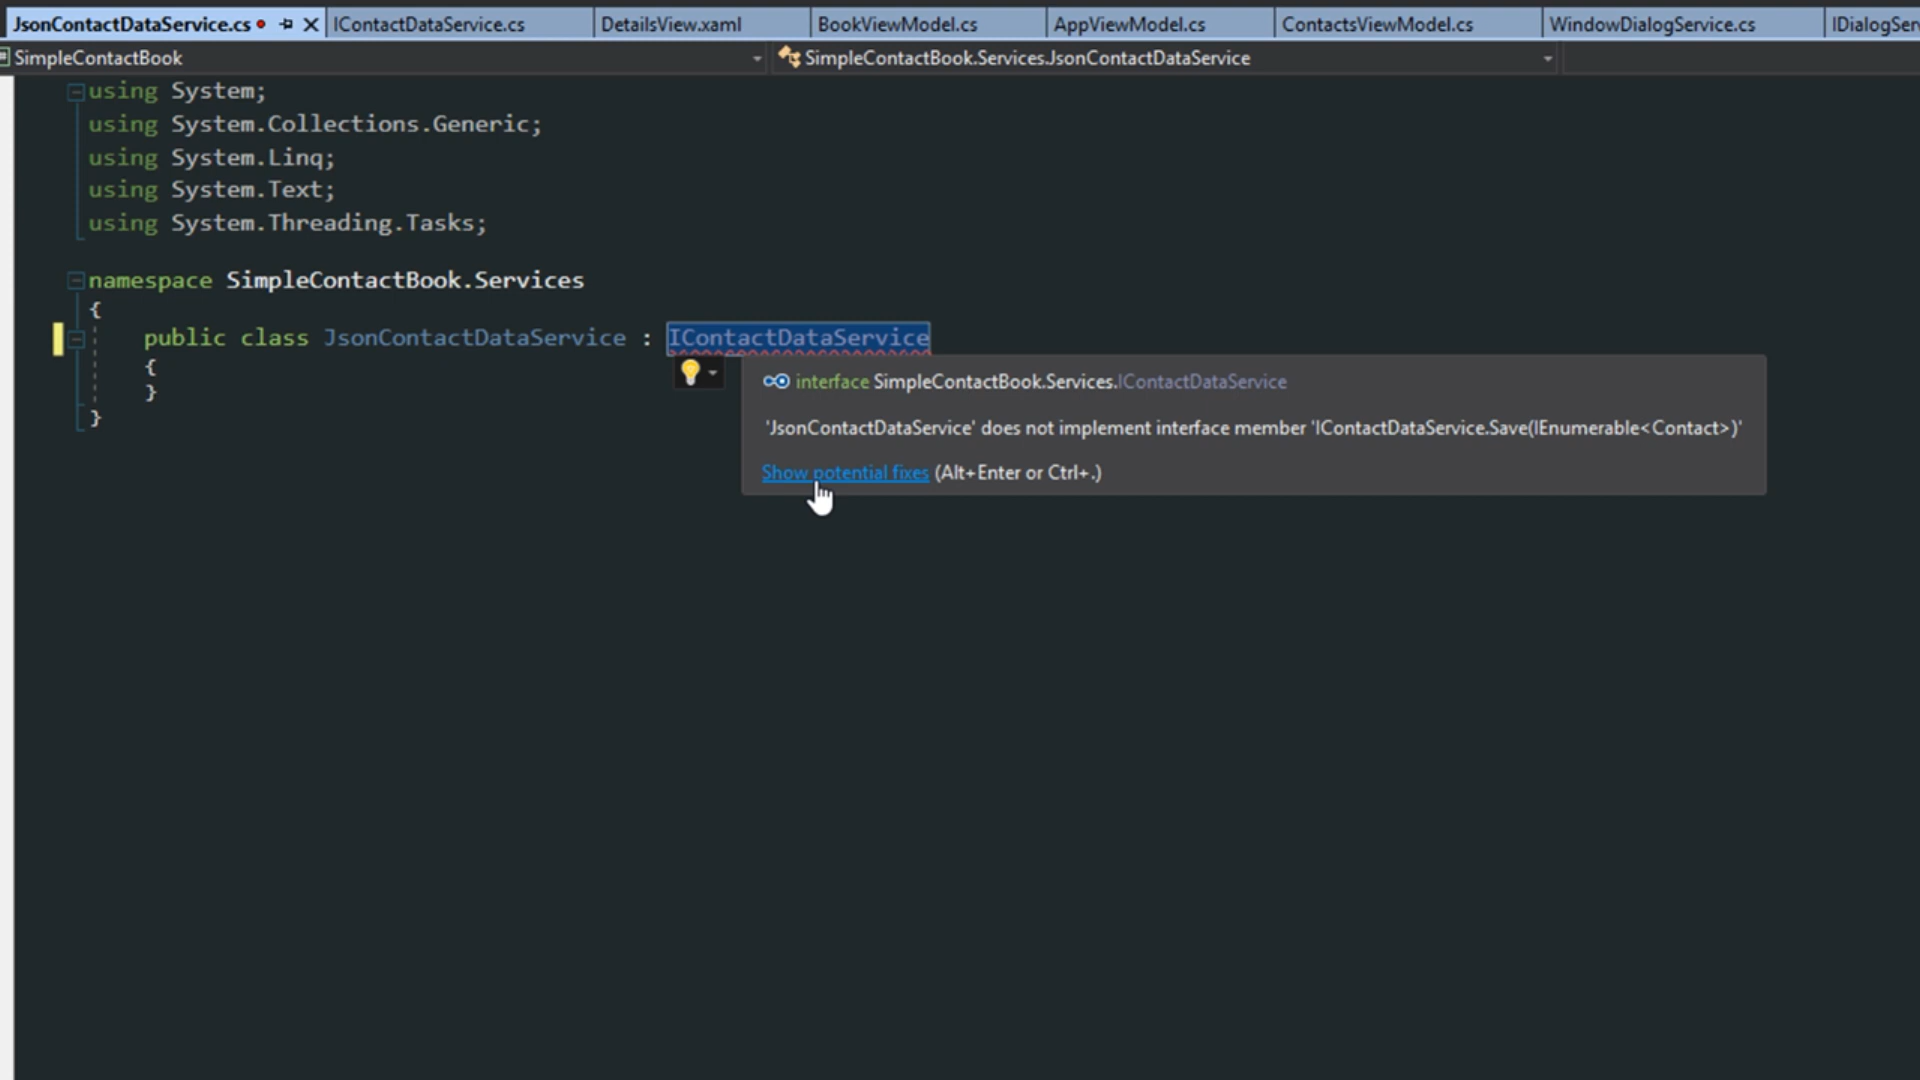 JsonContactDataService.cs IContactDataService.cs DetailsView.xaml BookViewModel.cs AppViewModel.cs ContactsViewModel.cs WindowDialogService.cs IDialogSer
SimpleContactBook SimpleContactBook.Services.JsonContactDataService
using System;
using System.Collections.Generic;
using System.Linq;
using System.Text;
using System.Threading.Tasks;
namespace SimpleContactBook.Services
{
public class JsonContactDataService : IContactDataService
{
}
}
interface SimpleContactBook.Services.IContactDataService
'JsonContactDataService' does not implement interface member 'IContactDataService.Save(IEnumerable<Contact>)'
Show potential fixes (Alt+Enter or Ctrl+.)